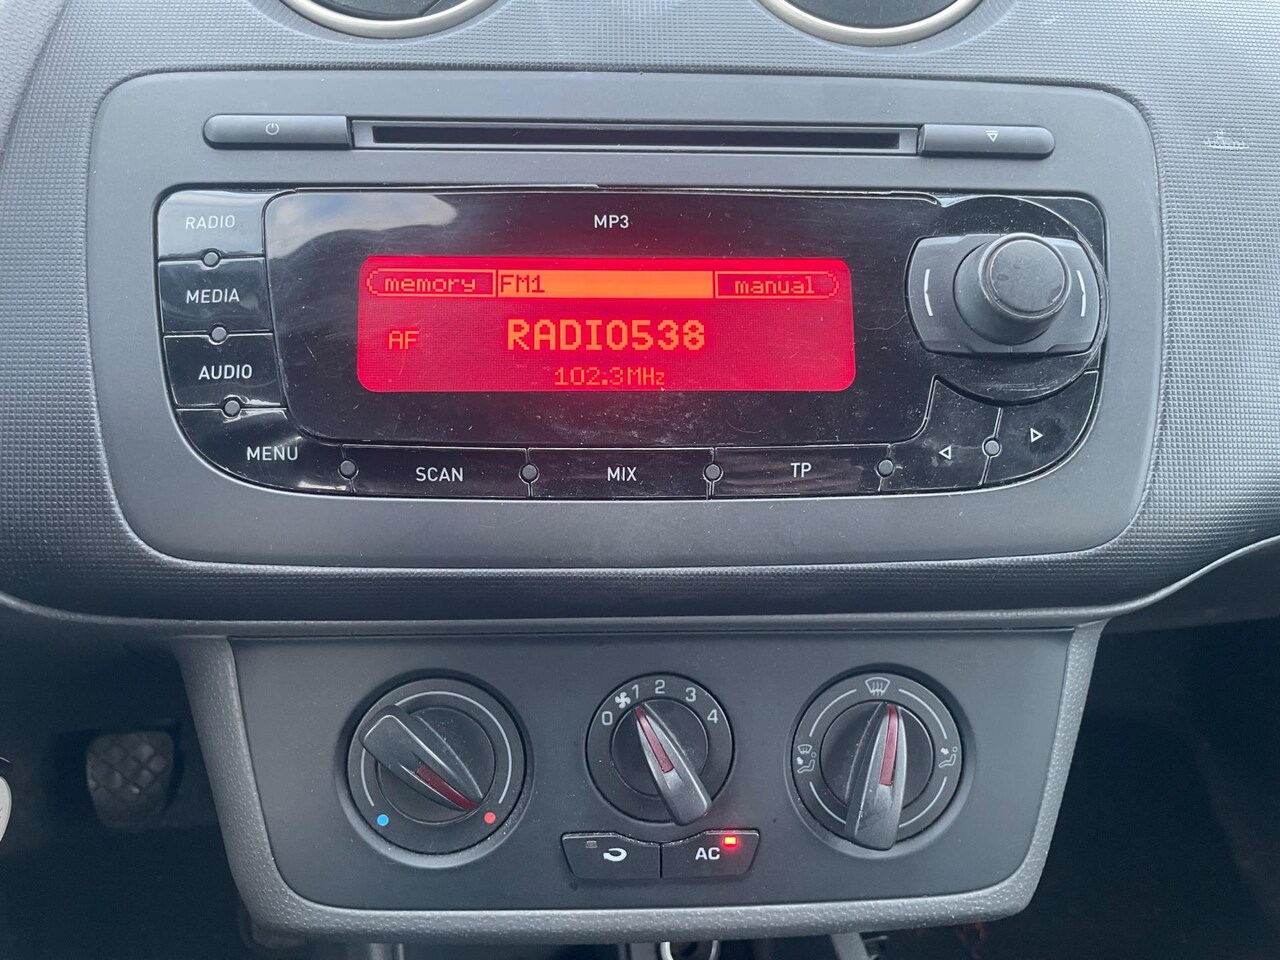 MP3
RADIO
MEDIA
AUDIO
MENU
memory FM1 manual
AF RADIO538
102.3MHz
SCAN MIX TP
0 1 2 3 4
AC